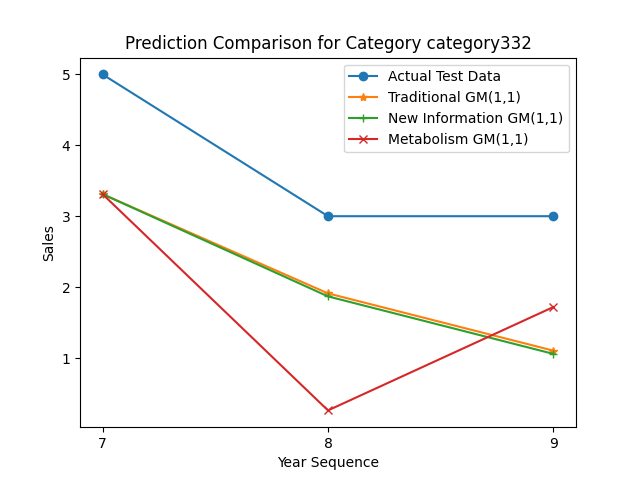 Prediction Comparison for Category category332
Actual Test Data
Traditional GM(1,1)
New Information GM(1,1)
Metabolism GM(1,1)
Sales
5
4
3
2
1
7
8
9
Year Sequence